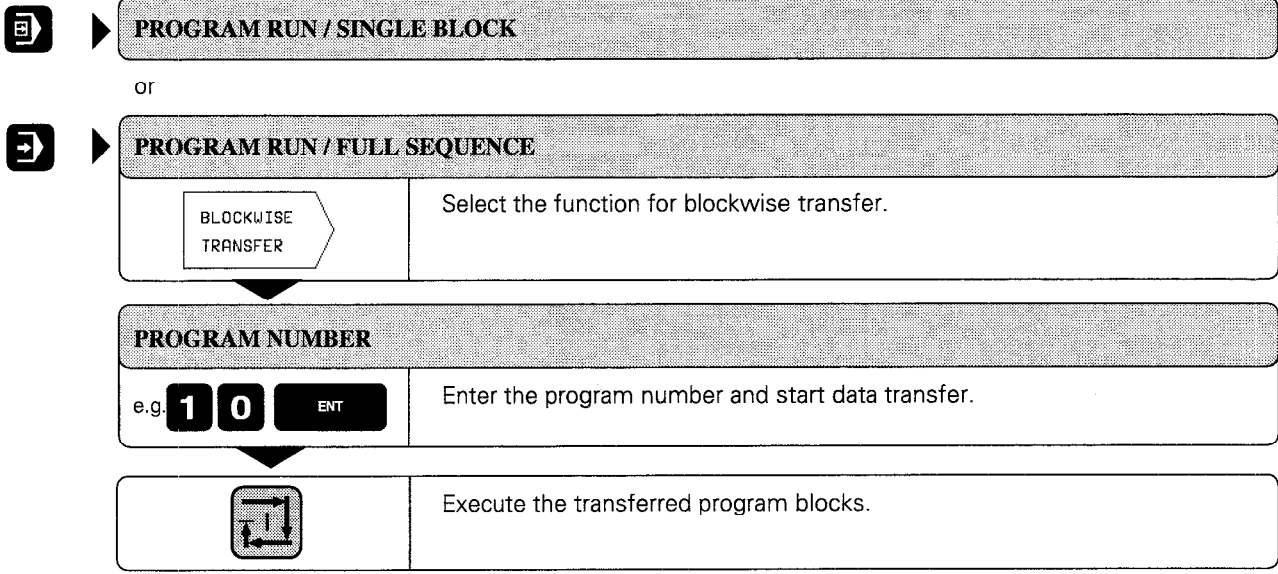 PROGRAM RUN / SINGLE BLOCK
or
PROGRAM RUN / FULL SEQUENCE
BLOCKWISE
TRANSFER
Select the function for blockwise transfer.
PROGRAM NUMBER
e.g. 1 0 ENT
Enter the program number and start data transfer.
Execute the transferred program blocks.